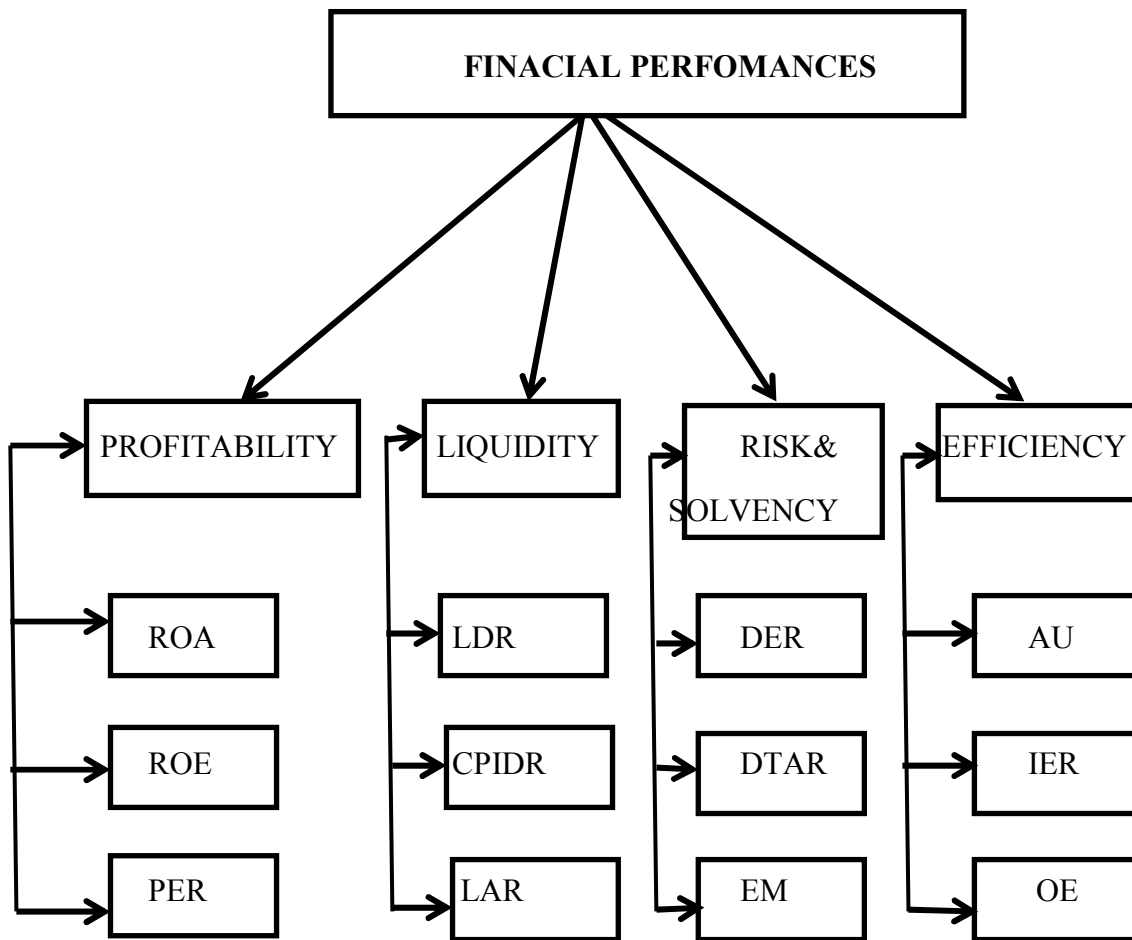 FINACIAL PERFOMANCES
PROFITABILITY
LIQUIDITY
RISK&
SOLVENCY
EFFICIENCY
ROA
LDR
DER
AU
ROE
CPIDR
DTAR
IER
PER
LAR
EM
OE